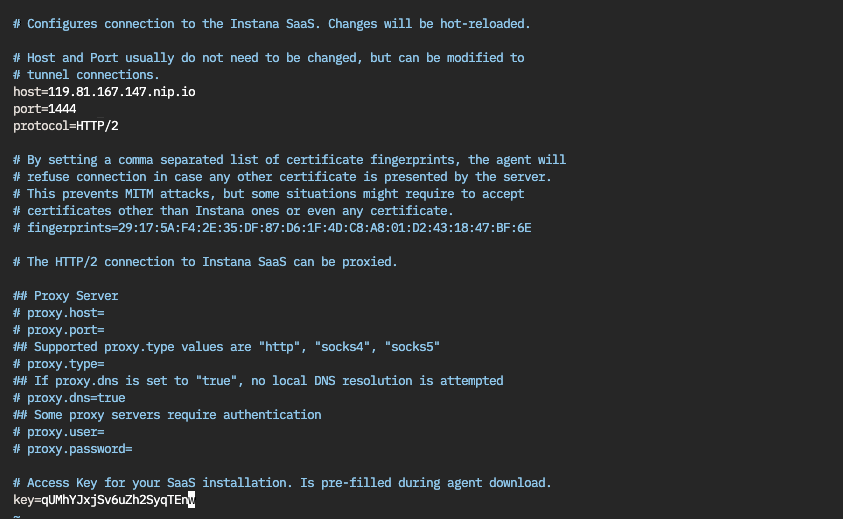 # Configures connection to the Instana SaaS. Changes will be hot-reloaded.
# Host and Port usually do not need to be changed, but can be modified to
# tunnel connections.
host=119.81.167.147.nip.io
port=1444
protocol=HTTP/2
# By setting a comma separated list of certificate fingerprints, the agent will
# refuse connection in case any other certificate is presented by the server.
# This prevents MITM attacks, but some situations might require to accept
# certificates other than Instana ones or even any certificate.
# fingerprints=29:17:5A:F4:2E:35:DF:87:D6:1F:4D:C8:A8:01:D2:43:18:47:BF:6E
# The HTTP/2 connection to Instana SaaS can be proxied.
## Proxy Server
# proxy.host=
# proxy.port=
## Supported proxy.type values are "http", "socks4", "socks5"
# proxy.type=
## If proxy.dns is set to "true", no local DNS resolution is attempted
# proxy.dns=true
## Some proxy servers require authentication
# proxy.user=
# proxy.password=
# Access Key for your SaaS installation. Is pre-filled during agent download.
key=qUMhYJxjSv6uZh2SyqTEnw
~